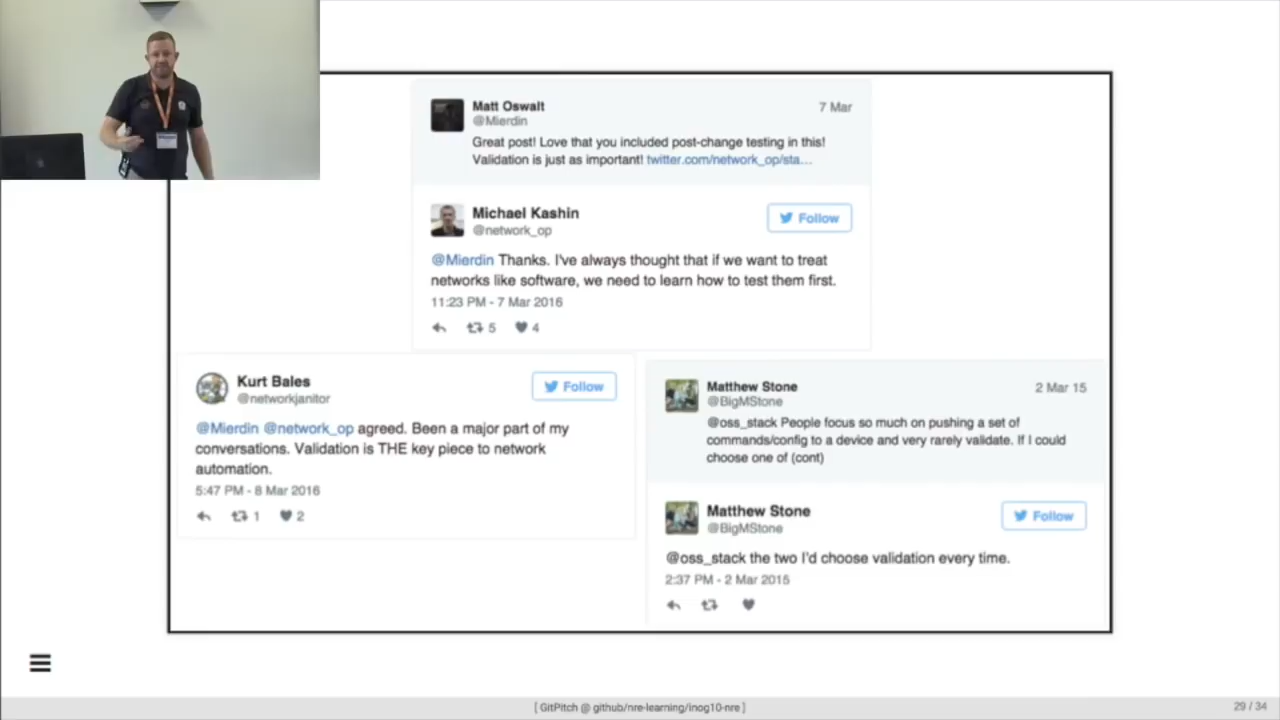 Matt Oswalt
7 Mar
@Mierdin
Great post! Love that you included post-change testing in this!
Validation is just as important! twitter.com/network_op/sta...
Michael Kashin
Follow
@network_op
@Mierdin Thanks. I've always thought that if we want to treat
networks like software, we need to learn how to test them first.
11:23 PM - 7 Mar 2016
5
4
Kurt Bales
Follow
@networkjanitor
@Mierdin @network_op agreed. Been a major part of my
conversations. Validation is THE key piece to network
automation.
5:47 PM - 8 Mar 2016
1
2
Matthew Stone
2 Mar 15
@BigMStone
@oss_stack People focus so much on pushing a set of
commands/config to a device and very rarely validate. If I could
choose one of (cont)
Matthew Stone
Follow
@BigMStone
@oss_stack the two I'd choose validation every time.
2:37 PM - 2 Mar 2015
[ GitPitch @ github/nre-learning/inog10-nre ]
29 / 34